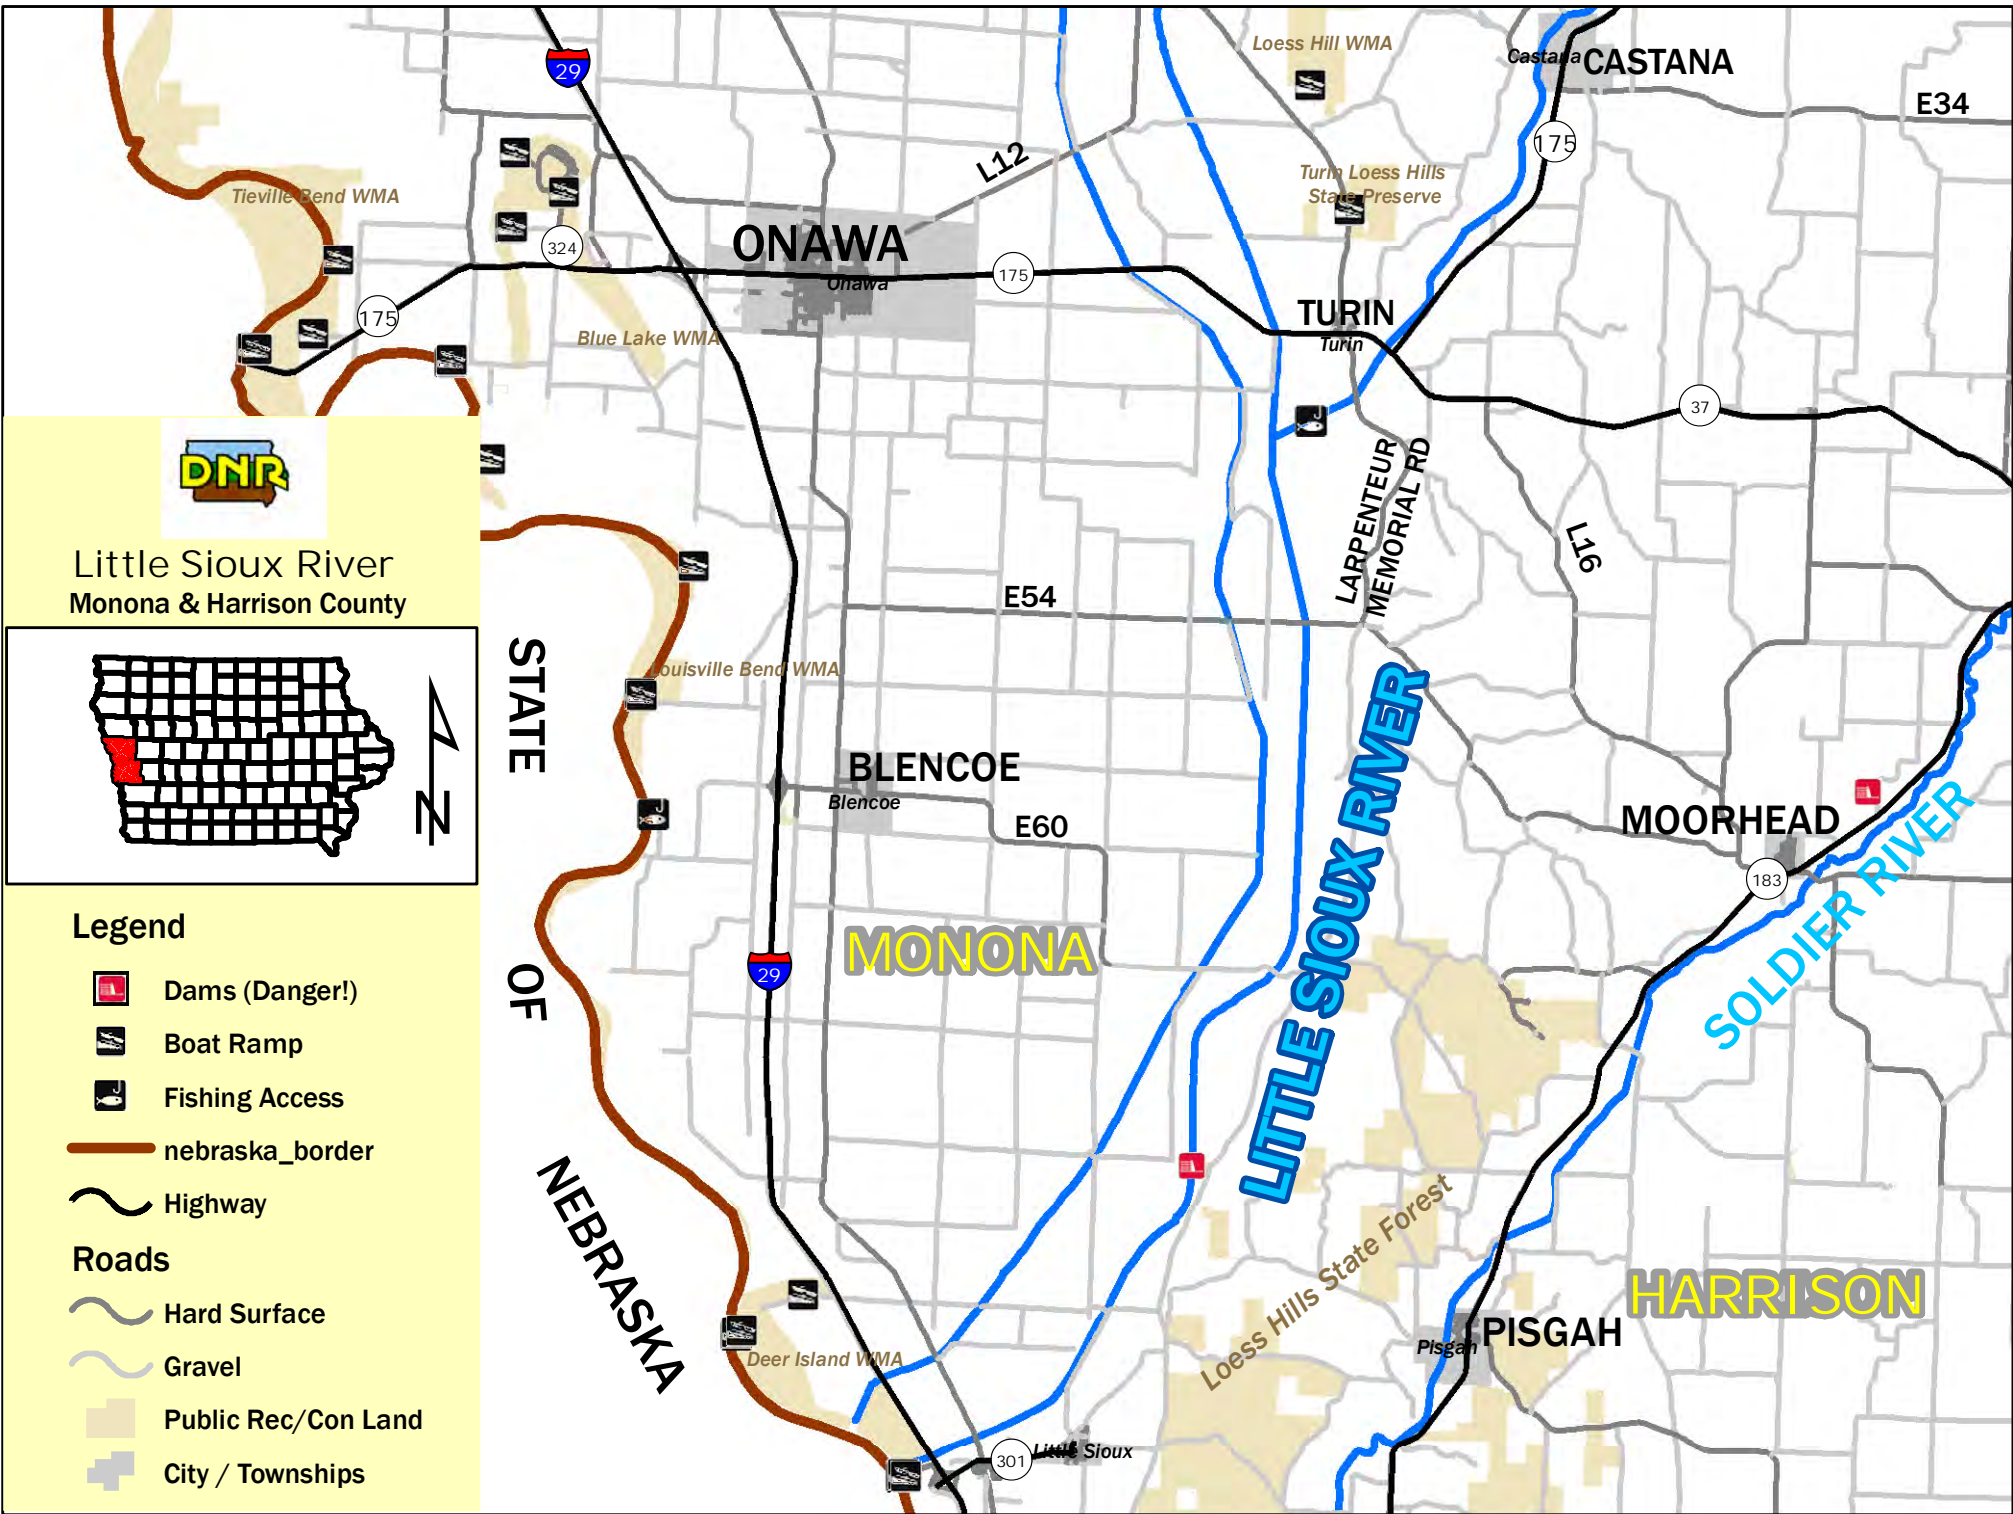 29
Loess Hill WMA
Castana
CASTANA
E34
175
L12
Turin Loess Hills
State Preserve
Tieville Bend WMA
324
ONAWA
Onawa
175
175
TURIN
Turin
Blue Lake WMA
37
DNR
Little Sioux River
Monona & Harrison County
N
LARPENTEUR
MEMORIAL RD
L16
E54
STATE
OF
NEBRASKA
Louisville Bend WMA
BLENCOE
Blencoe
E60
LITTLE SIOUX RIVER
MOORHEAD
183
SOLDIER RIVER
MONONA
29
Legend
Dams (Danger!)
Boat Ramp
Fishing Access
nebraska_border
Highway
Roads
Hard Surface
Gravel
Public Rec/Con Land
City / Townships
Loess Hills State Forest
HARRISON
PISGAH
Pisgah
Deer Island WMA
301
Little Sioux